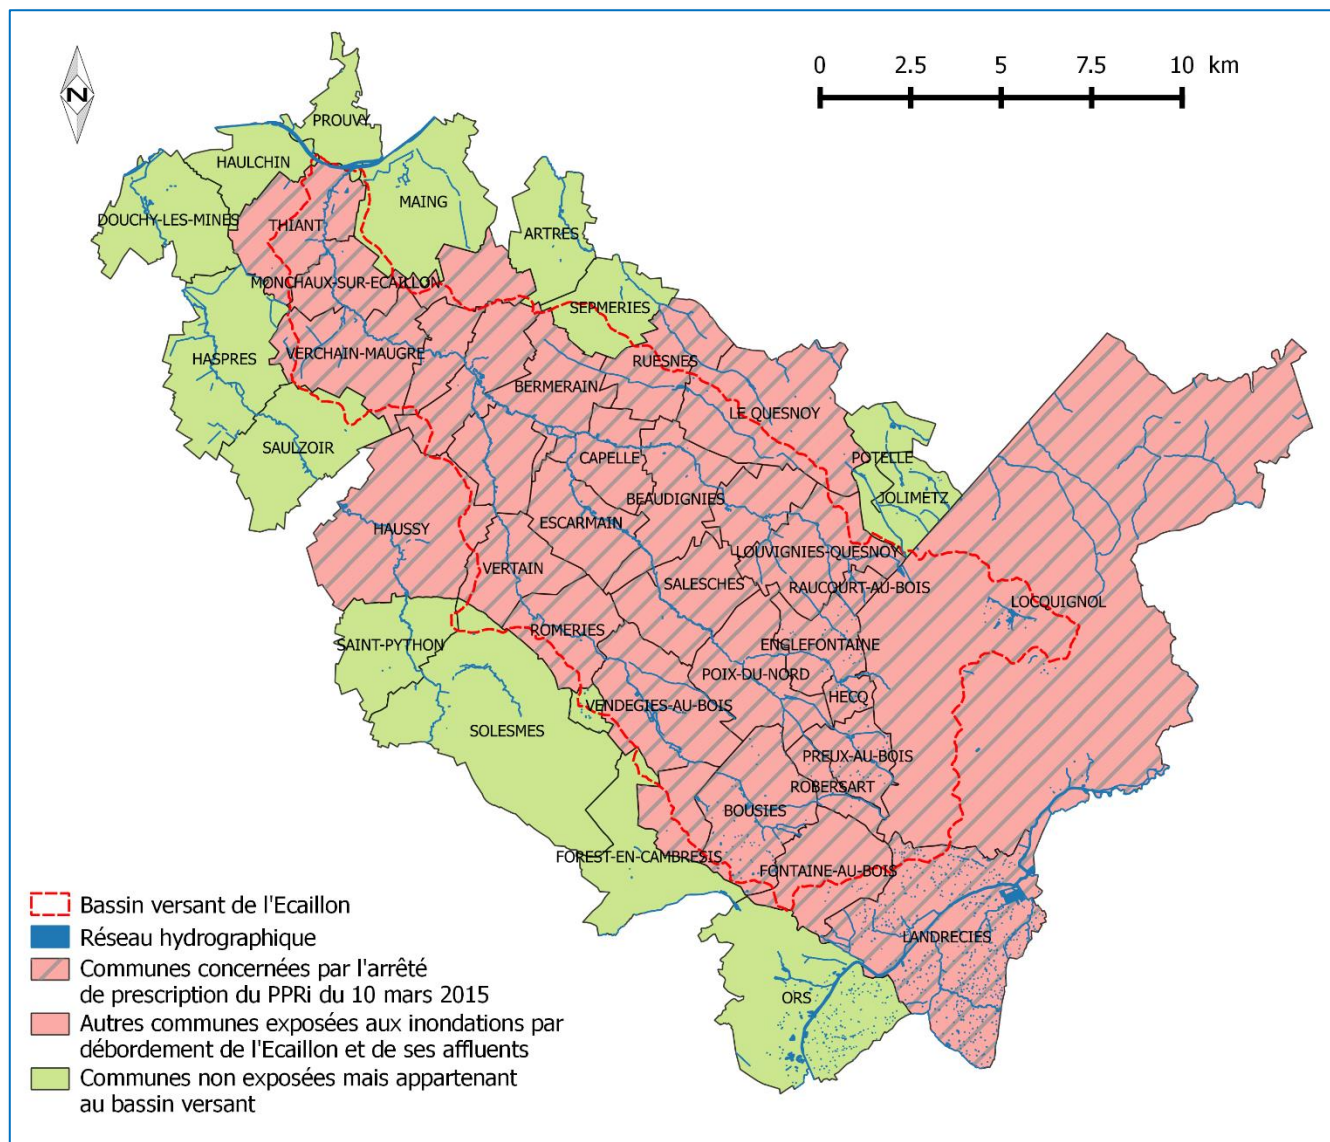 N
0 2.5 5 7.5 10 km
PROUVY
HAULCHIN
MAING
DOUCHY-LES-MINES
THIANT
ARTRES
MONCHAUX-SUR-ECAILLON
SEPMERIES
HASPRES
VERCHAIN-MAUGRE
RUESNES
BERMERAIN
LE QUESNOY
SAULZOIR
CAPELLE
POTELLE
JOLIMETZ
BEAUDIGNIES
HAUSSY
ESCARMAIN
LOUVIGNIES-QUESNOY
VERTAIN
SALESCHES
RAUCOURT-AU-BOIS
LOCQUIGNOL
ROMERIES
SAINT-PYTHON
ENGLEFONTAINE
POIX-DU-NORD
HECQ
VENDEGIES-AU-BOIS
SOLESMES
PREUX-AU-BOIS
ROBERSART
BOUSIES
FOREST-EN-CAMBRESIS
FONTAINE-AU-BOIS
LANDRECIES
ORS
Bassin versant de l'Ecaillon
Réseau hydrographique
Communes concernées par l'arrêté
de prescription du PPRi du 10 mars 2015
Autres communes exposées aux inondations par
débordement de l'Ecaillon et de ses affluents
Communes non exposées mais appartenant
au bassin versant